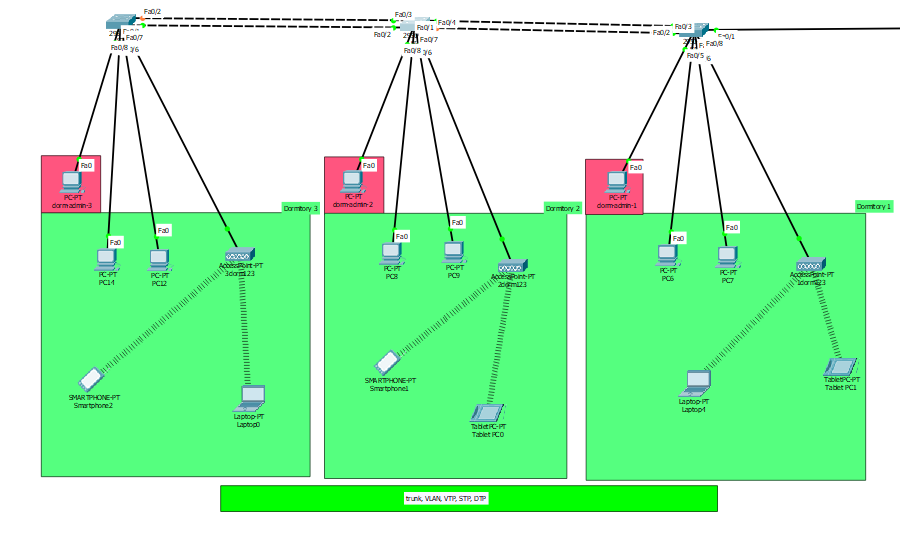 Fa0/2
Fa0/7
Fa0/8
Fa0/3
Fa0/4
Fa0/1
Fa0/2
Fa0/7
Fa0/8
Fa0/3
Fa0/2
Fa0/1
Fa0/8
Fa0/5
Fa0
PC-PT
dorm-admin-3
Dormitory 3
Fa0
PC-PT
dorm-admin-2
Dormitory 2
Fa0
PC-PT
dorm-admin-1
Dormitory 1
Fa0
PC-PT
PC14
Fa0
PC-PT
PC12
AccessPoint-PT
Fa0
PC-PT
PC8
Fa0
PC-PT
PC9
AccessPoint-PT
2dorm123
Fa0
PC-PT
PC6
Fa0
PC-PT
PC7
AccessPoint-PT
1dorm123
SMARTPHONE-PT
Smartphone2
Laptop-PT
Laptop0
SMARTPHONE-PT
Smartphone1
TabletPC-PT
Tablet PC0
Laptop-PT
Laptop4
TabletPC-PT
Tablet PC1
trunk, VLAN, VTP, STP, DTP